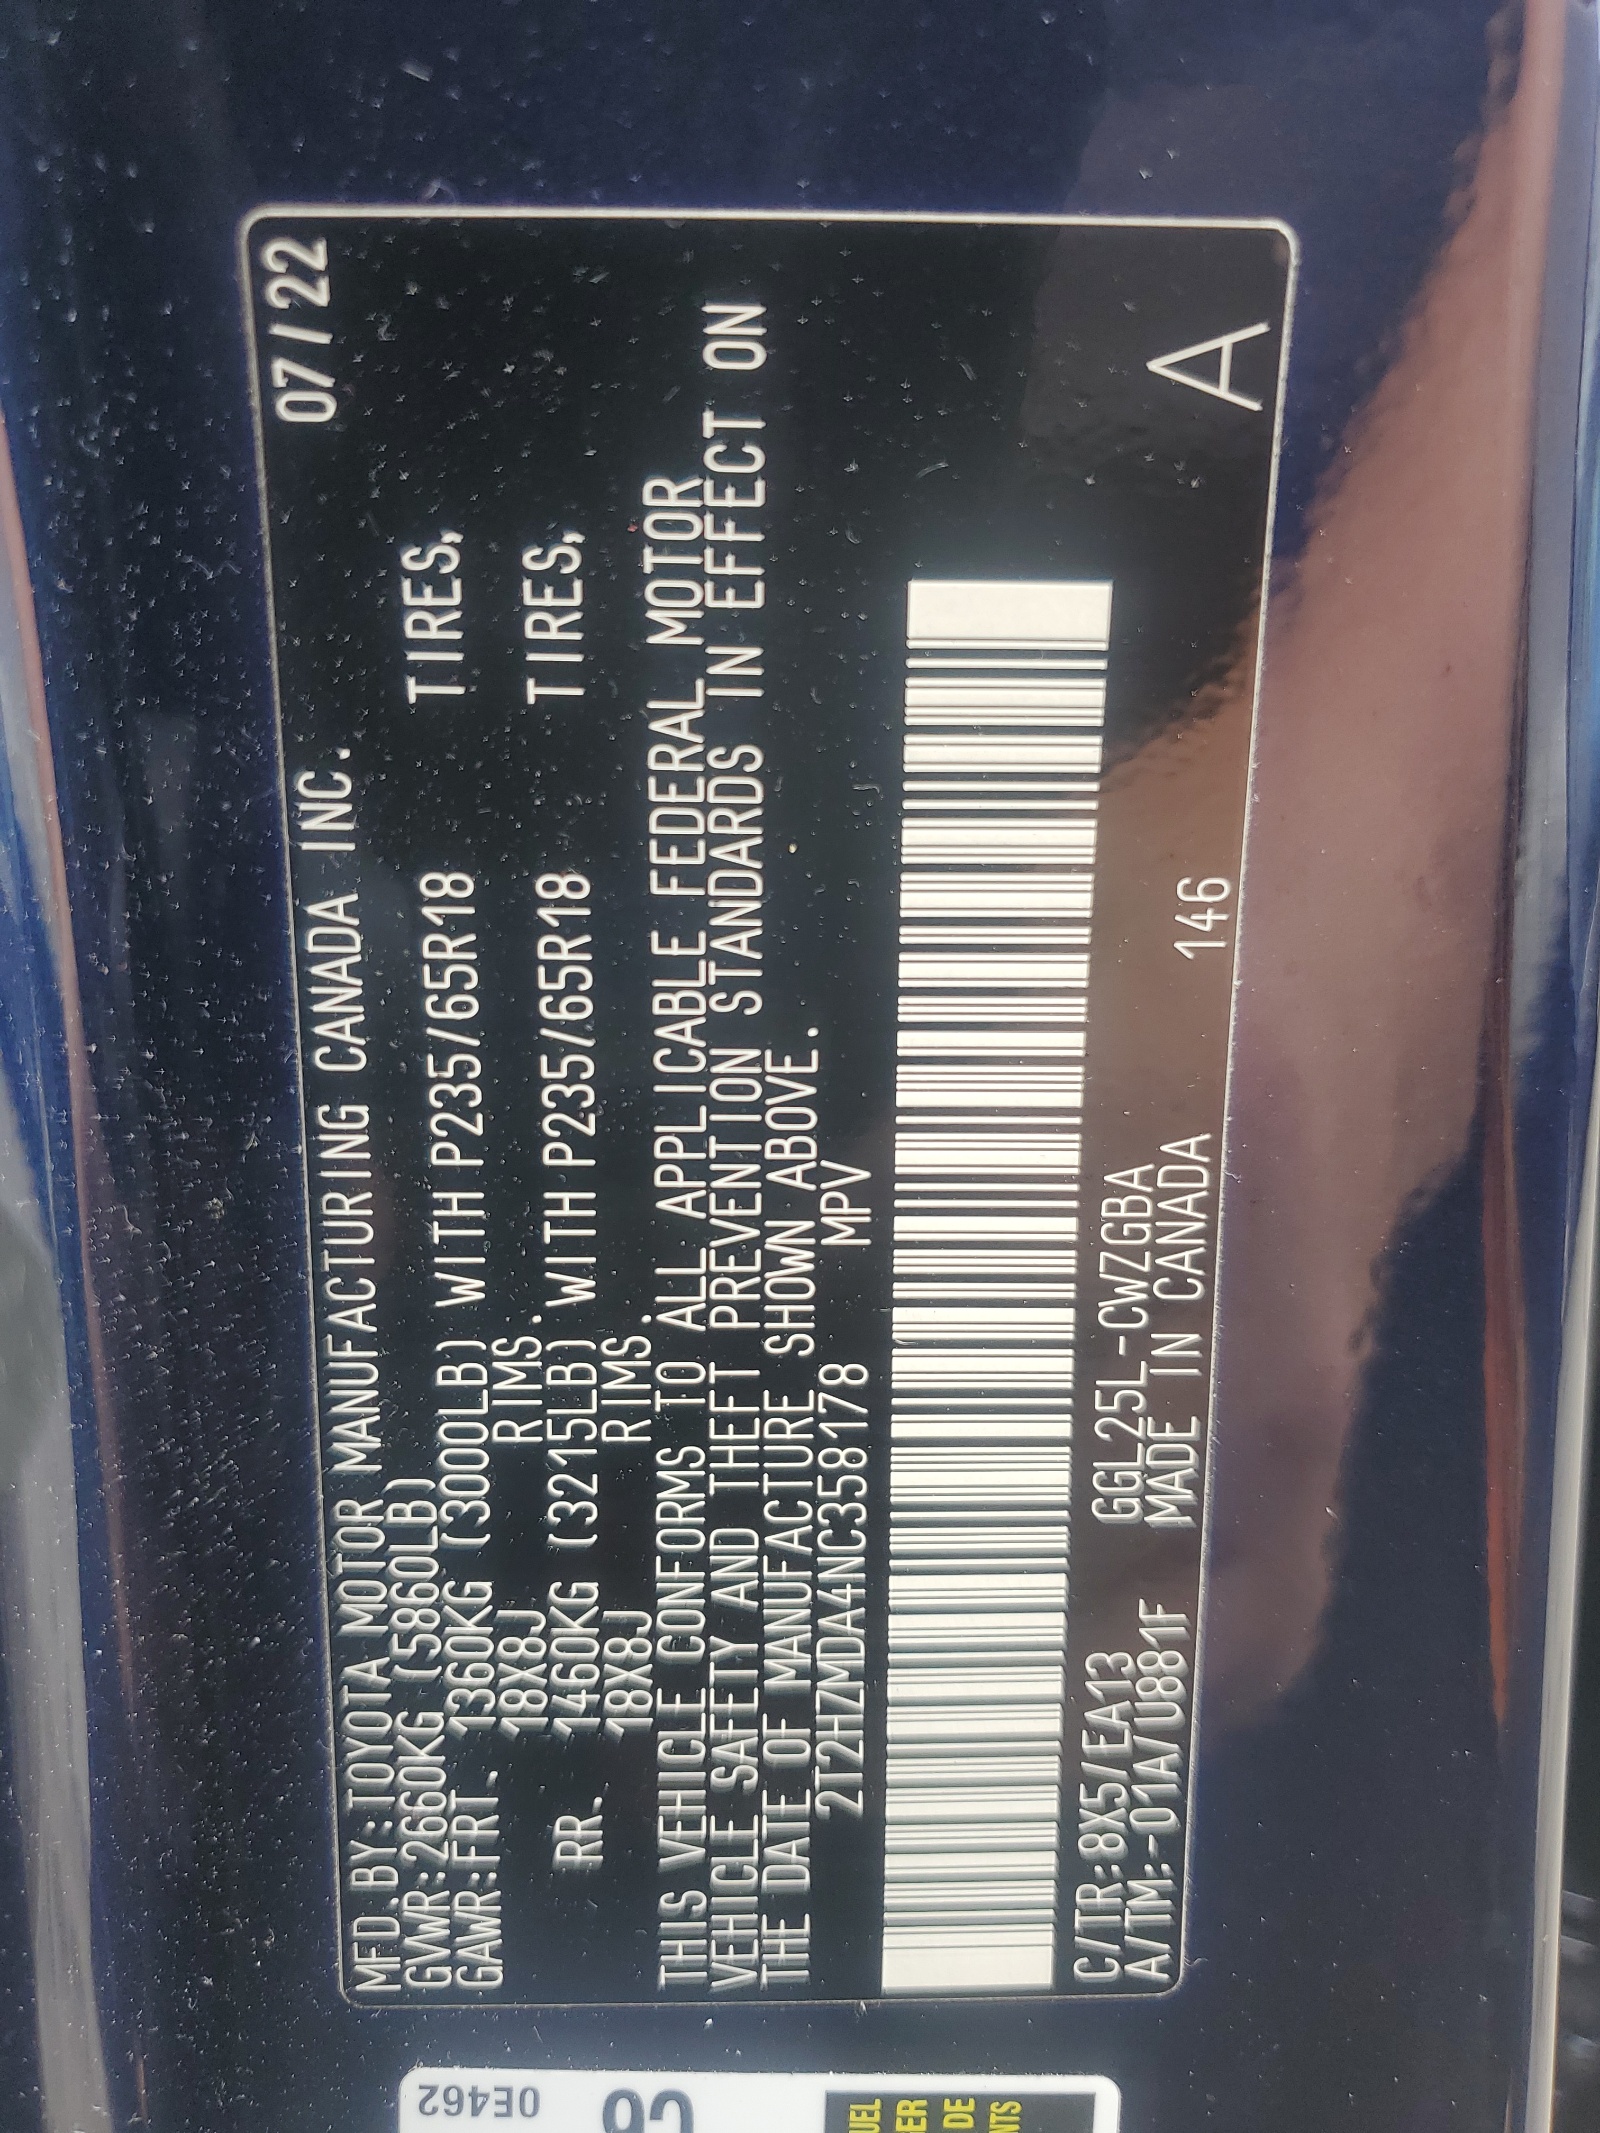 07/22
MFD.BY:TOYOTA MOTOR MANUFACTURING CANADA INC.
GVWR:2660KG (5860LB)
GAWR:FRT. 1360KG (3000LB) WITH P235/65R18 TIRES,
18X8J RIMS.
RR. 1460KG (3215LB) WITH P235/65R18 TIRES,
18X8J RIMS.
THIS VEHICLE CONFORMS TO ALL APPLICABLE FEDERAL MOTOR
VEHICLE SAFETY AND THEFT PREVENTION STANDARDS IN EFFECT ON
THE DATE OF MANUFACTURE SHOWN ABOVE.
2T2HZMDA4NC358178 MPV
C/TR:8X5/EA13 GGL25L-CWZGBA
A/TM:-01A/U881F MADE IN CANADA 146 A
0E462